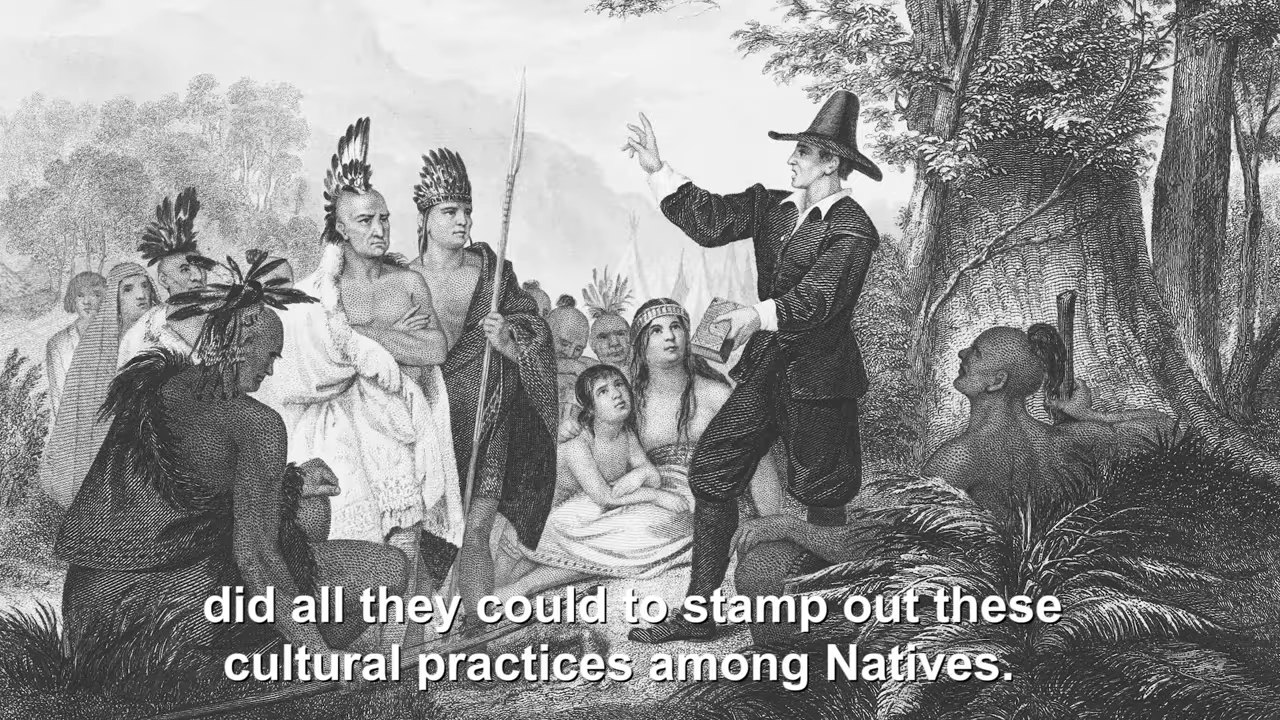 did all they could to stamp out these
cultural practices among Natives.